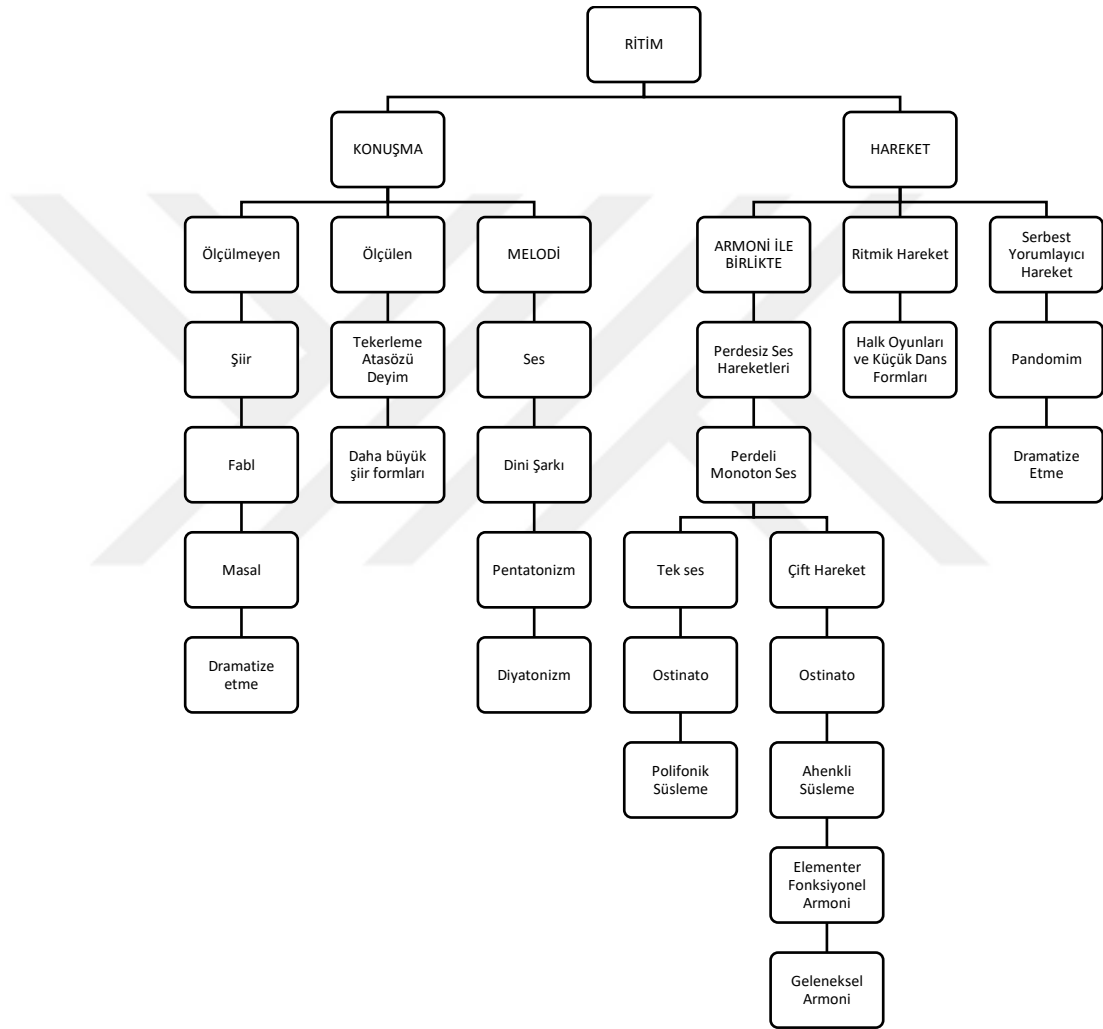 RİTİM
KONUŞMA
HAREKET
Ölçülmeyen
Ölçülen
MELODİ
ARMONİ İLE
BİRLİKTE
Ritmik Hareket
Serbest
Yorumlayıcı
Hareket
Şiir
Tekerleme
Atasözü
Deyim
Ses
Perdesiz Ses
Hareketleri
Halk Oyunları
ve Küçük Dans
Formları
Pandomim
Fabl
Daha büyük
şiir formları
Dini Şarkı
Perdeli
Monoton Ses
Dramatize
Etme
Masal
Pentatonizm
Tek ses
Çift Hareket
Dramatize
etme
Diyatonizm
Ostinato
Ostinato
Polifonik
Süsleme
Ahenkli
Süsleme
Elementer
Fonksiyonel
Armoni
Geleneksel
Armoni